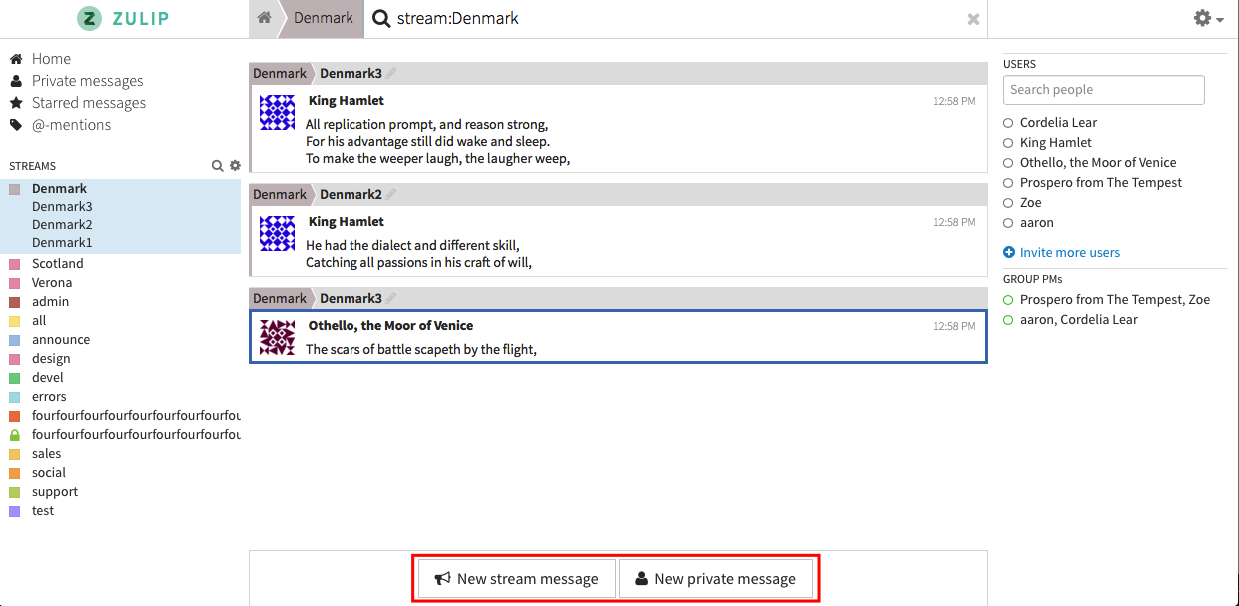 ZULIP
Denmark
stream:Denmark
Home
Private messages
Starred messages
@-mentions
STREAMS
Denmark
Denmark3
Denmark2
Denmark1
Scotland
Verona
admin
all
announce
design
devel
errors
fourfourfourfourfourfourfourfourfou
fourfourfourfourfourfourfourfourfou
sales
social
support
test
Denmark Denmark3
King Hamlet 12:58 PM
All replication prompt, and reason strong,
For his advantage still did wake and sleep.
To make the weeper laugh, the laugher weep,
Denmark Denmark2
King Hamlet 12:58 PM
He had the dialect and different skill,
Catching all passions in his craft of will,
Denmark Denmark3
Othello, the Moor of Venice 12:58 PM
The scars of battle scapeth by the flight,
New stream message
New private message
USERS
Search people
Cordelia Lear
King Hamlet
Othello, the Moor of Venice
Prospero from The Tempest
Zoe
aaron
Invite more users
GROUP PMs
Prospero from The Tempest, Zoe
aaron, Cordelia Lear